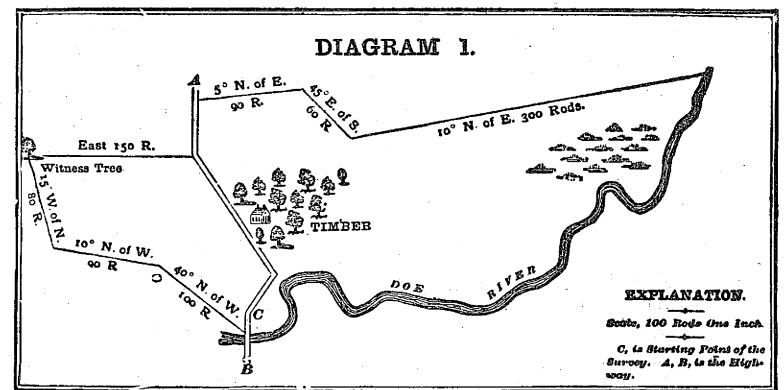 DIAGRAM 1.
A
5° N. of E.
90 R.
45° E. of S.
60 R.
10° N. of E. 300 Rods.
East 150 R.
Witness Tree
15 W. of N.
80 R.
10° N. of W.
R
C
40° N. of W.
100 R.
C
B
TIMBER
DOE RIVER
EXPLANATION.
Scale, 100 Rods One Inch.
C, is Starting Point of the
Survey. A, B, is the High-
way.